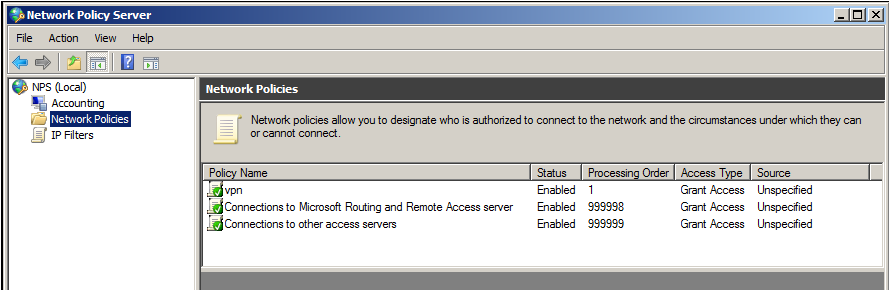 Network Policy Server
File Action View Help
NPS (Local)
Accounting
Network Policies
IP Filters
Network Policies
Network policies allow you to designate who is authorized to connect to the network and the circumstances under which they can
or cannot connect.
Policy Name Status Processing Order Access Type Source
vpn Enabled 1 Grant Access Unspecified
Connections to Microsoft Routing and Remote Access server Enabled 999998 Grant Access Unspecified
Connections to other access servers Enabled 999999 Grant Access Unspecified